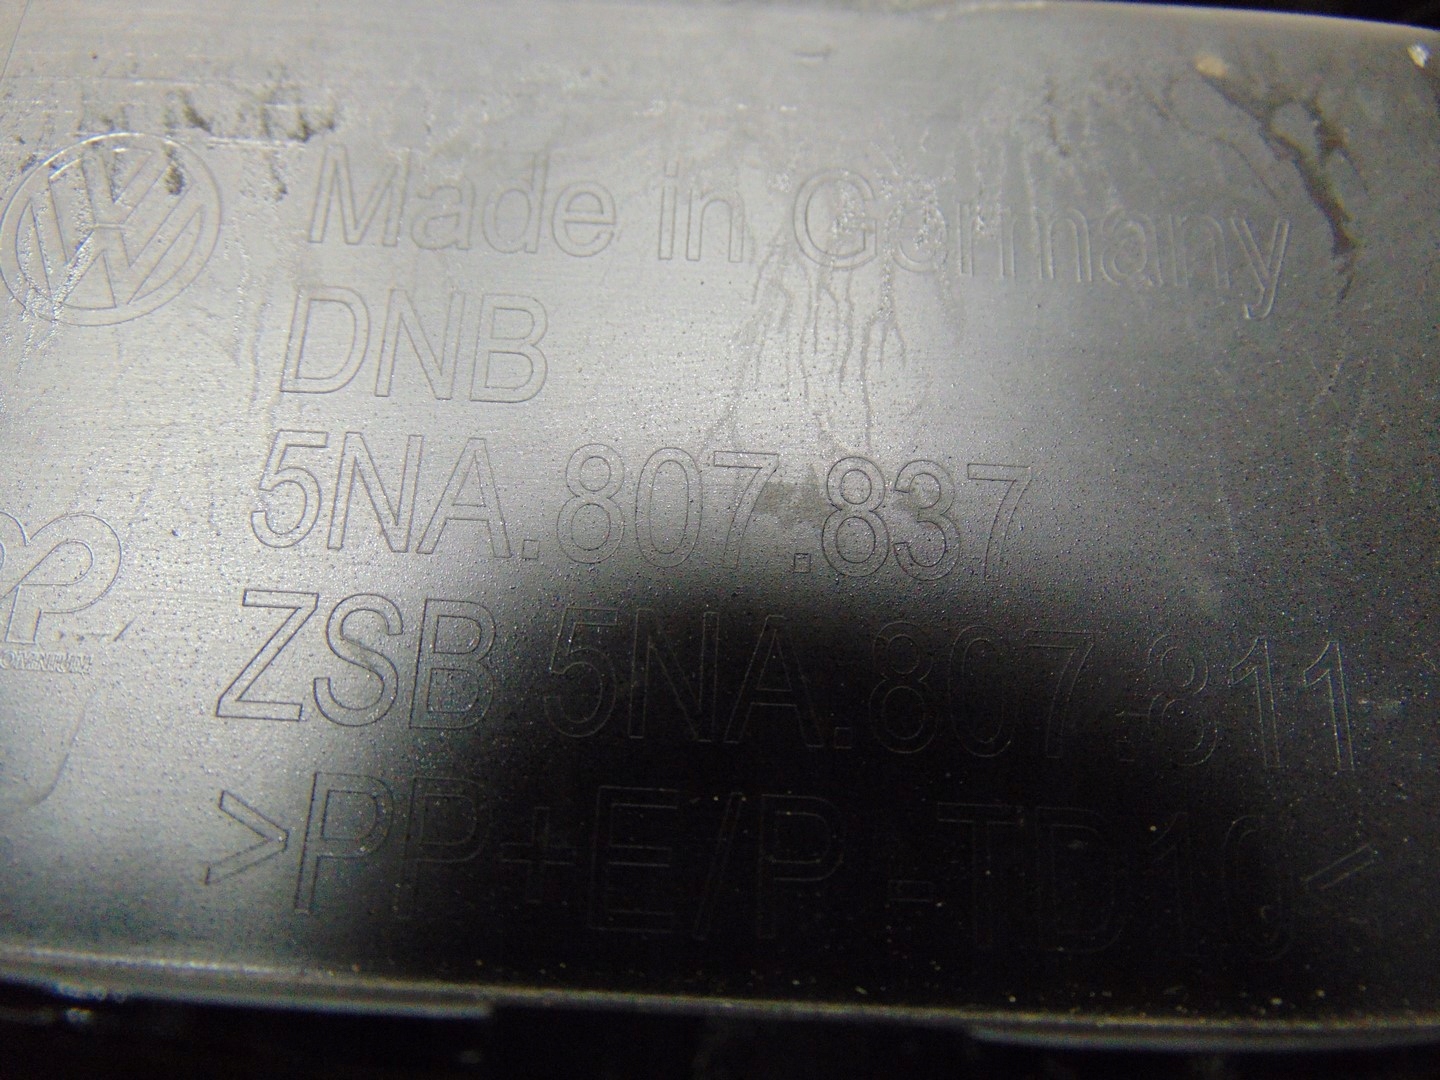 Made in Germany
DNB
5NA.807.837
ZSB 5NA.807.811
>PP+E/P-TD10<